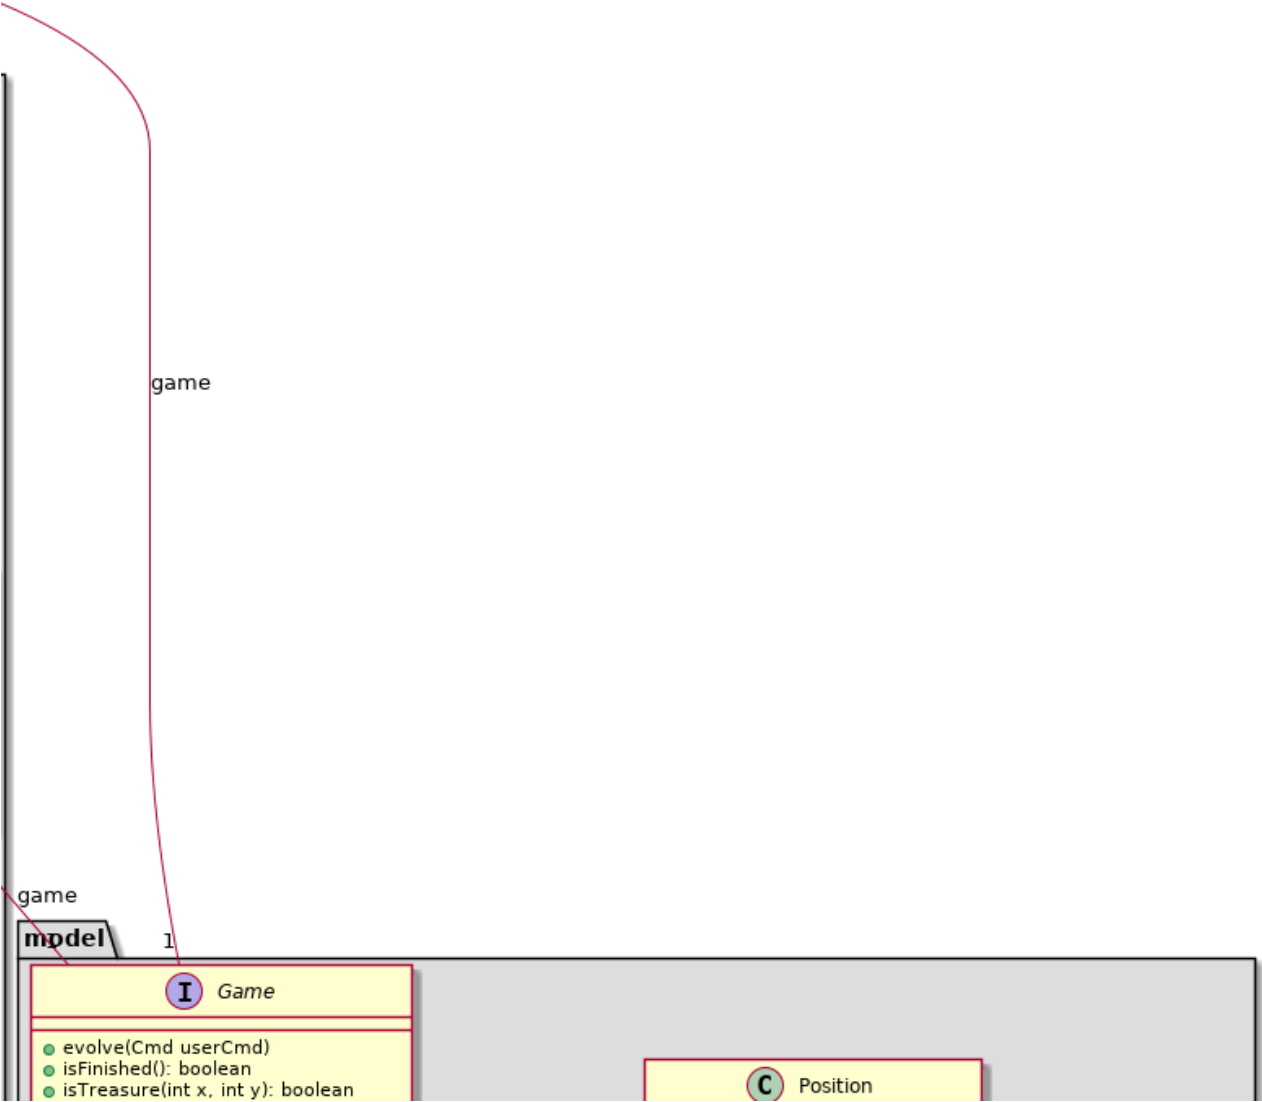 game
game
model
1
I Game
evolve(Cmd userCmd)
isFinished(): boolean
isTreasure(int x, int y): boolean
C Position